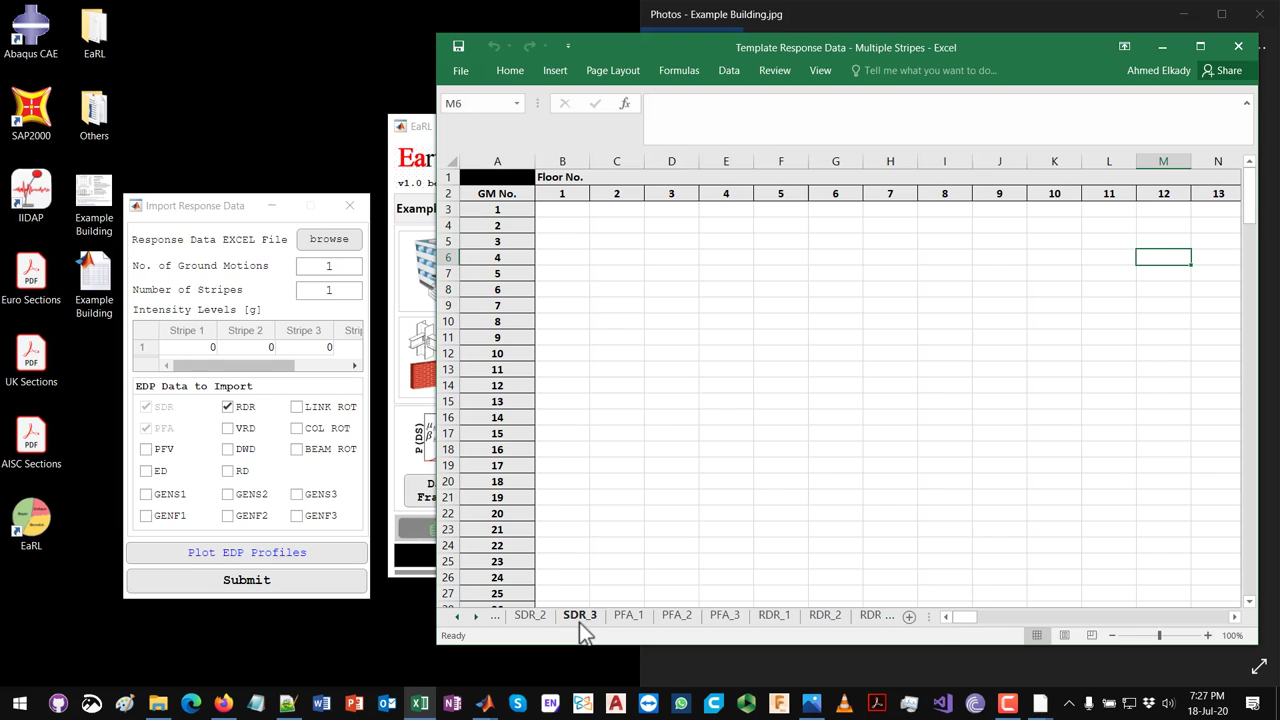 Photos - Example Building.jpg
Abaqus CAE
EaRL
SAP2000
Others
IIDAP
Example Building
Euro Sections
Example Building
UK Sections
AISC Sections
EaRL
Import Response Data
Response Data EXCEL File browse
No. of Ground Motions 1
Number of Stripes 1
Intensity Levels [g]
Stripe 1 Stripe 2 Stripe 3
1 0 0 0
EDP Data to Import
SDR RDR LINK ROT
PFA VRD COL ROT
PFV DWD BEAM ROT
ED RD
GENS1 GENS2 GENS3
GENF1 GENF2 GENF3
Plot EDP Profiles
Submit
EaRL
v1.0
P(DS)
Template Response Data - Multiple Stripes - Excel
File Home Insert Page Layout Formulas Data Review View Tell me what you want to do... Ahmed Elkady Share
M6 fx
A B C D E F G H I J K L M N
1 Floor No.
2 GM No. 1 2 3 4 5 6 7 8 9 10 11 12 13
3 1
4 2
5 3
6 4
7 5
8 6
9 7
10 8
11 9
12 10
13 11
14 12
15 13
16 14
17 15
18 16
19 17
20 18
21 19
22 20
23 21
24 22
25 23
26 24
27 25
... SDR_2 SDR_3 PFA_1 PFA_2 PFA_3 RDR_1 RDR_2 RDR ...
Ready 100%
EN
7:27 PM
18-Jul-20